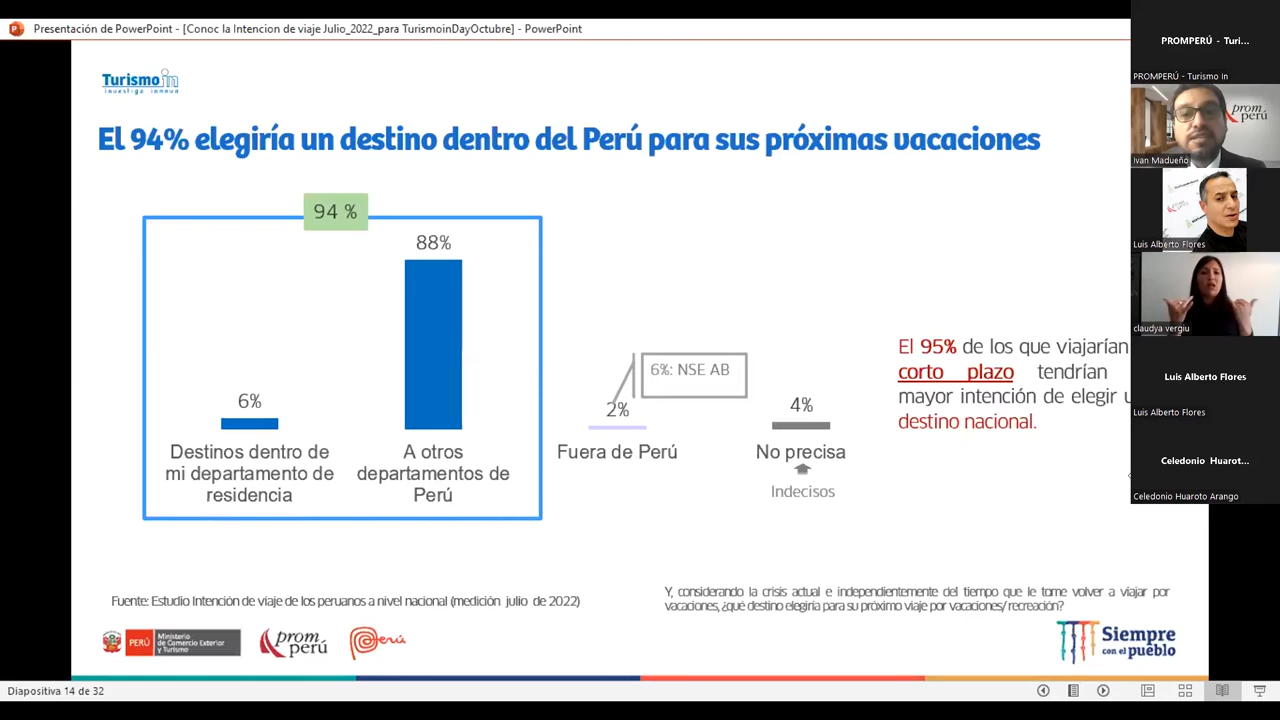 Presentación de PowerPoint - [Conoc la Intencion de viaje Julio_2022_para TurismoinDayOctubre] - PowerPoint
Turismo in
investiga innova
El 94% elegiría un destino dentro del Perú para sus próximas vacaciones
94 %
88%
6%
6%: NSE AB
2%
4%
Destinos dentro de
mi departamento de
residencia
A otros
departamentos de
Perú
Fuera de Perú
No precisa
Indecisos
El 95% de los que viajarían
corto plazo tendrían
mayor intención de elegir u
destino nacional.
Fuente: Estudio Intención de viaje de los peruanos a nivel nacional (medición julio de 2022)
Y, considerando la crisis actual e independientemente del tiempo que le tome volver a viajar por
vacaciones, ¿qué destino elegiría para su próximo viaje por vacaciones/recreación?
PERÚ
Ministerio
de Comercio Exterior
y Turismo
prom
perú
Perú
Siempre
con el pueblo
Diapositiva 14 de 32
PROMPERÚ - Turi...
PROMPERÚ - Turismo In
prom
perú
Ivan Madueño
Luis Alberto Flores
claudya vergiu
Luis Alberto Flores
Luis Alberto Flores
Celedonio Huarot...
Celedonio Huaroto Arango